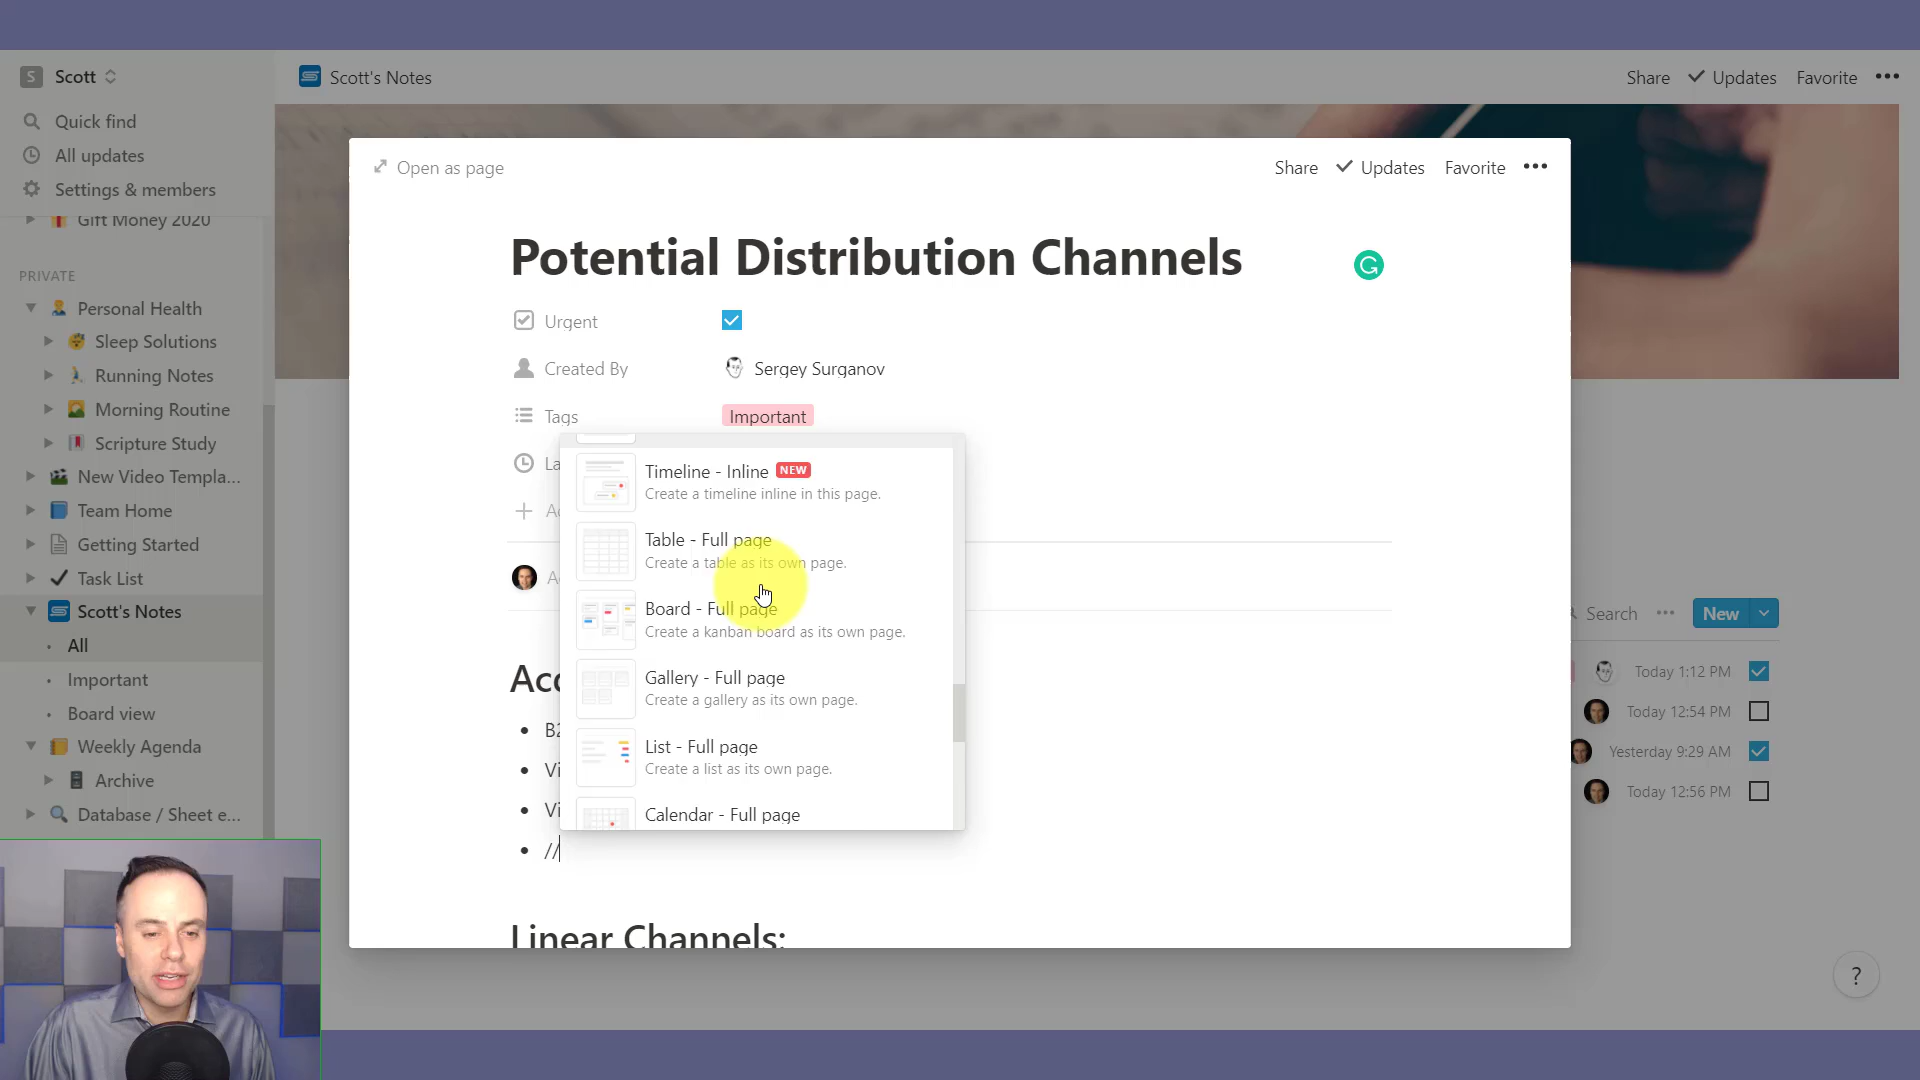 S Scott
Scott's Notes
Share Updates Favorite
Quick find
All updates
Settings & members
Gift Money 2020
PRIVATE
Personal Health
Sleep Solutions
Running Notes
Morning Routine
Scripture Study
New Video Templa...
Team Home
Getting Started
Task List
Scott's Notes
All
Important
Board view
Weekly Agenda
Archive
Database / Sheet e...
Open as page
Share Updates Favorite
Potential Distribution Channels
Urgent
Created By Sergey Surganov
Tags Important
Timeline - Inline NEW
Create a timeline inline in this page.
Table - Full page
Create a table as its own page.
Board - Full page
Create a kanban board as its own page.
Gallery - Full page
Create a gallery as its own page.
List - Full page
Create a list as its own page.
Calendar - Full page
• //
Linear Channels:
Search New
Today 1:12 PM
Today 12:54 PM
Yesterday 9:29 AM
Today 12:56 PM
?